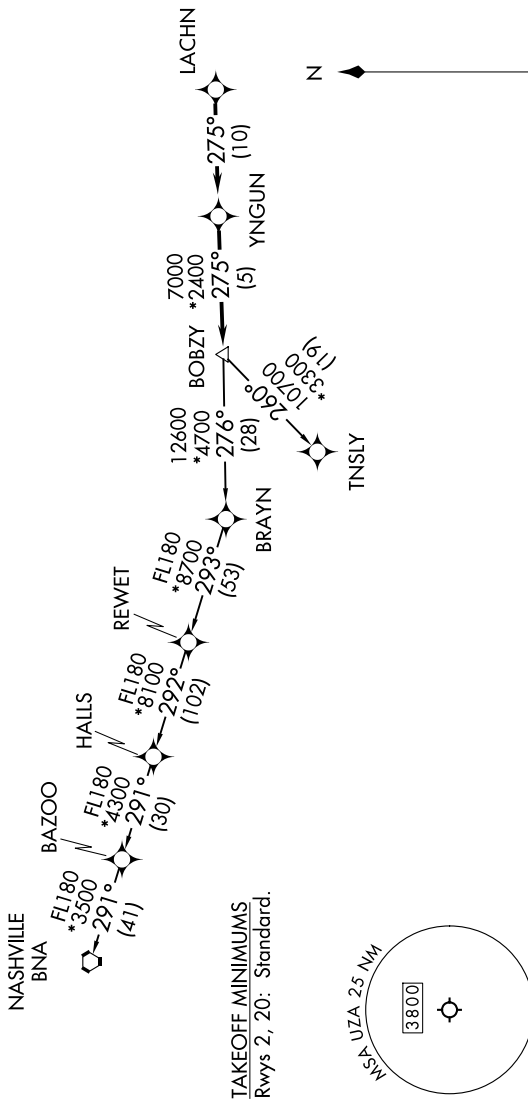 LACHN
275°
(10)
YNGUN
7000
*2400
275°
(5)
BOBZY
10700
*3300
260°
(19)
TNSLY
12600
*4700
276°
(28)
BRAYN
FL180
*8700
293°
(53)
REWET
FL180
*8100
292°
(102)
HALLS
FL180
*4300
291°
(30)
BAZOO
FL180
*3500
291°
(41)
NASHVILLE
BNA
N
TAKEOFF MINIMUMS
Rwys 2, 20: Standard.
MSA UZA 25 NM
3800